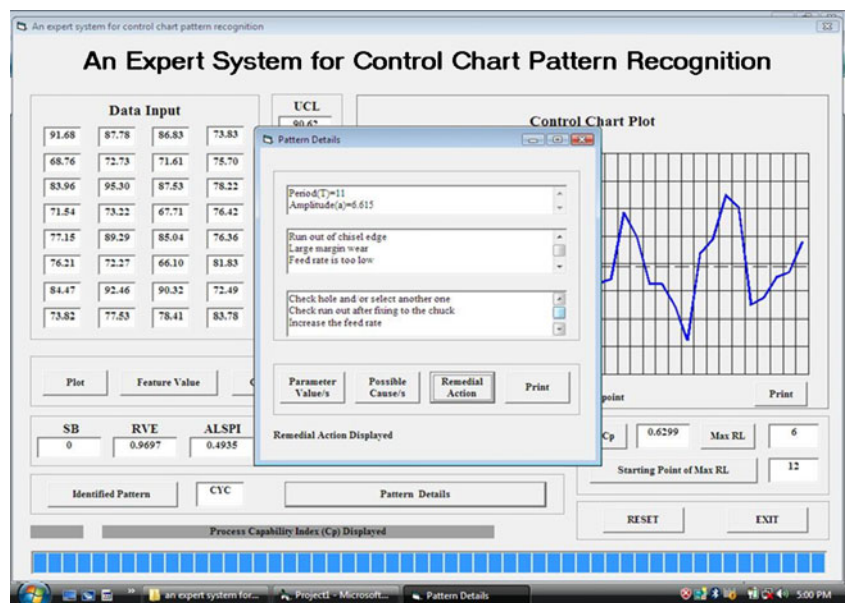 An expert system for control chart pattern recognition
An Expert System for Control Chart Pattern Recognition
Data Input
91.68 87.78 86.83 73.83
68.76 72.73 71.61 75.70
83.96 95.30 87.53 78.22
71.54 73.22 67.71 76.42
77.15 89.29 85.04 76.36
76.21 72.27 66.10 81.83
84.47 92.46 90.32 72.49
73.82 77.53 78.41 83.78
UCL
90.62
Control Chart Plot
Pattern Details
Period(T)=11
Amplitude(a)=6.615
Run out of chisel edge
Large margin wear
Feed rate is too low
Check hole and/or select another one
Check run out after fixing to the chuck
Increase the feed rate
Parameter Value/s
Possible Cause/s
Remedial Action
Print
Remedial Action Displayed
Plot
Feature Value
point
Print
SB RVE ALSPI
0 0.9697 0.4935
Cp 0.6299 Max RL 6
Starting Point of Max RL 12
Identified Pattern CYC Pattern Details
RESET EXIT
Process Capability Index (Cp) Displayed
an expert system for... Project1 - Microsoft... Pattern Details 5:00 PM